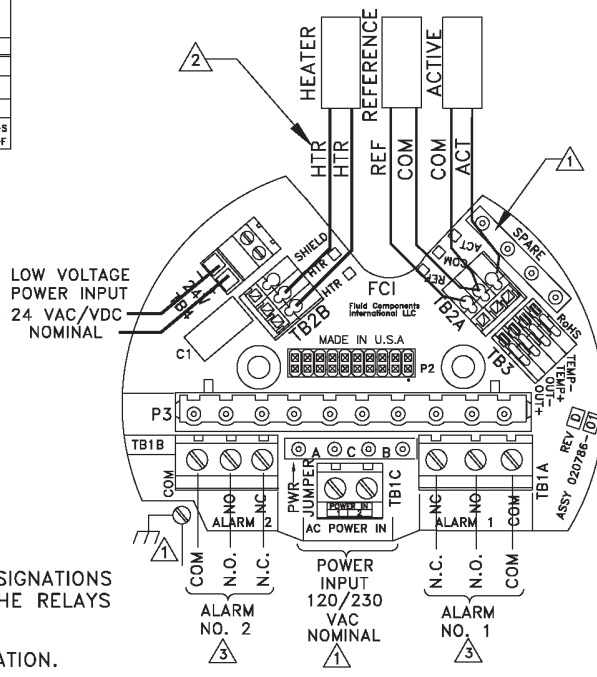 -S
-F
2
HEATER
REFERENCE
ACTIVE
HTR
HTR
REF
COM
COM
ACT
1
SPARE
ACT
COM
REF
SHIELD
HTR
HTR
LOW VOLTAGE
POWER INPUT
24 VAC/VDC
NOMINAL
FCI
Fluid Components
International LLC
TB2B
TB2A
TB3
RoHS
TEMP-
TEMP+
OUT-
OUT+
C1
MADE IN U.S.A
P2
P3
REV D
ASSY 020786-01
TB1B
COM
NO
NC
ALARM 2
A C B
PWR
JUMPER
POWER IN
1 2
TB1C
AC POWER IN
NC
NO
COM
ALARM 1
TB1A
1
COM
N.O.
N.C.
ALARM
NO. 2
3
POWER
INPUT
120/230
VAC
NOMINAL
1
N.C.
N.O.
COM
ALARM
NO. 1
3
SIGNATIONS
HE RELAYS
ATION.